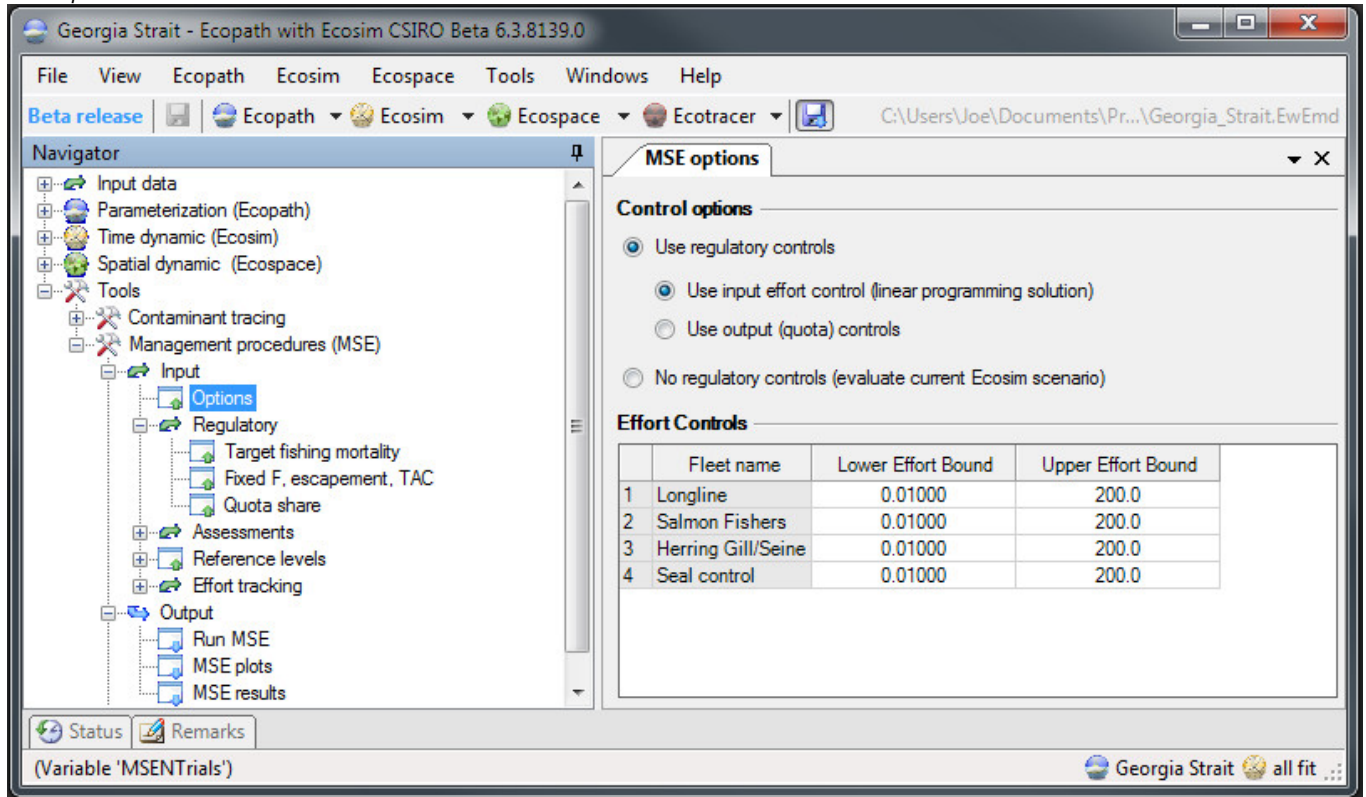 Georgia Strait - Ecopath with Ecosim CSIRO Beta 6.3.8139.0
File View Ecopath Ecosim Ecospace Tools Windows Help
Beta release Ecopath Ecosim Ecospace Ecotracer C:\Users\Joe\Documents\Pr...\Georgia_Strait.EwEmd
Navigator
Input data
Parameterization (Ecopath)
Time dynamic (Ecosim)
Spatial dynamic (Ecospace)
Tools
Contaminant tracing
Management procedures (MSE)
Input
Options
Regulatory
Target fishing mortality
Fixed F, escapement, TAC
Quota share
Assessments
Reference levels
Effort tracking
Output
Run MSE
MSE plots
MSE results
MSE options
Control options
Use regulatory controls
Use input effort control (linear programming solution)
Use output (quota) controls
No regulatory controls (evaluate current Ecosim scenario)
Effort Controls
Fleet name Lower Effort Bound Upper Effort Bound
1 Longline 0.01000 200.0
2 Salmon Fishers 0.01000 200.0
3 Herring Gill/Seine 0.01000 200.0
4 Seal control 0.01000 200.0
Status Remarks
(Variable 'MSENTrials') Georgia Strait all fit